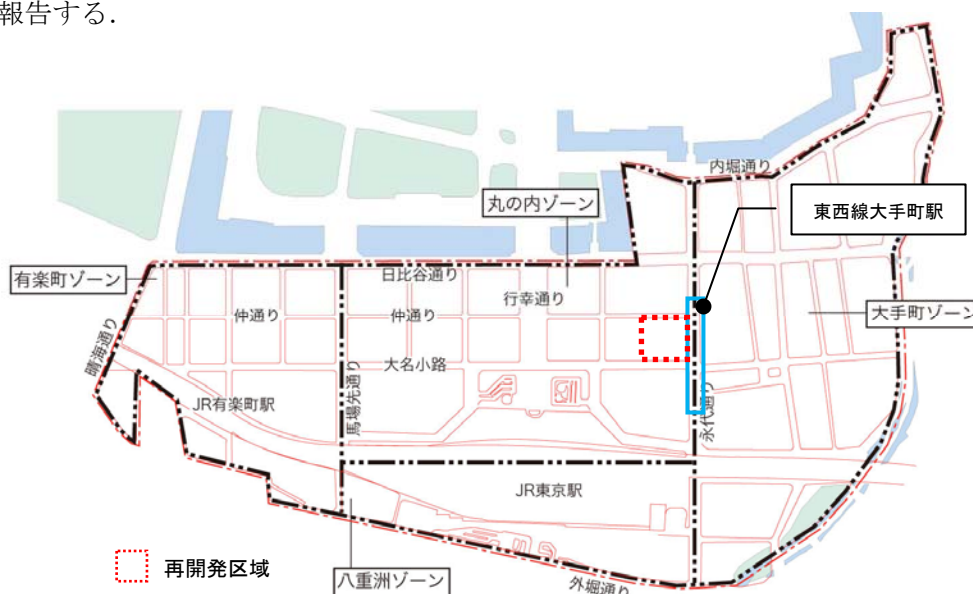 報告する.
内堀通り
丸の内ゾーン
東西線大手町駅
有楽町ゾーン
日比谷通り
行幸通り
仲通り
仲通り
大手町ゾーン
晴海通り
大名小路
馬場先通り
永代通り
JR有楽町駅
JR東京駅
再開発区域
八重洲ゾーン
外堀通り